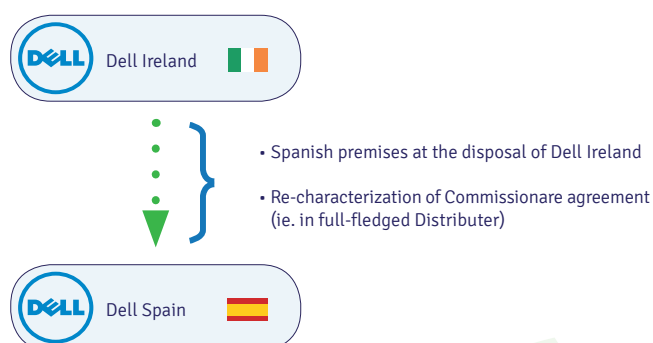 DELL
Dell Ireland
• Spanish premises at the disposal of Dell Ireland
• Re-characterization of Commissionare agreement
(ie. in full-fledged Distributer)
DELL
Dell Spain